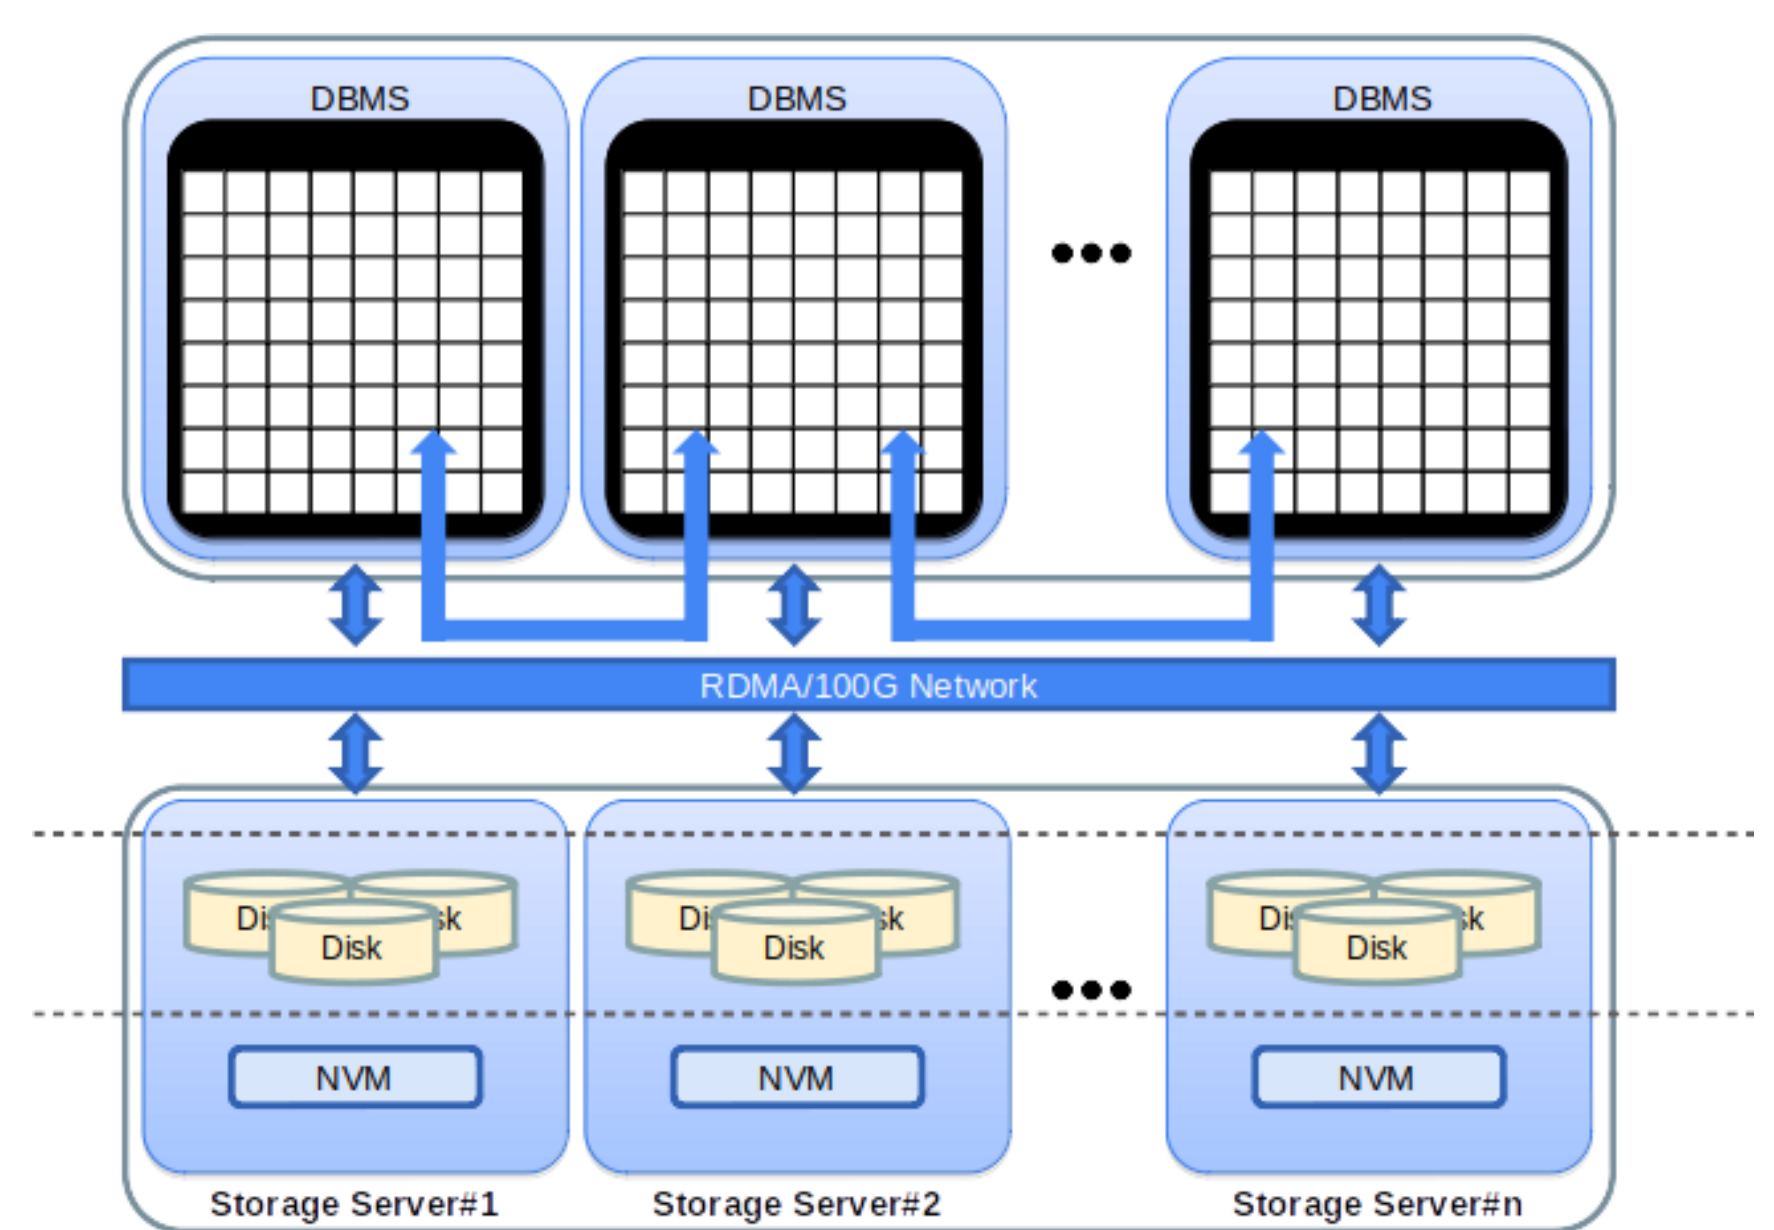 DBMS
DBMS
DBMS
RDMA/100G Network
Disk
Disk
Disk
NVM
NVM
NVM
Storage Server#1
Storage Server#2
Storage Server#n